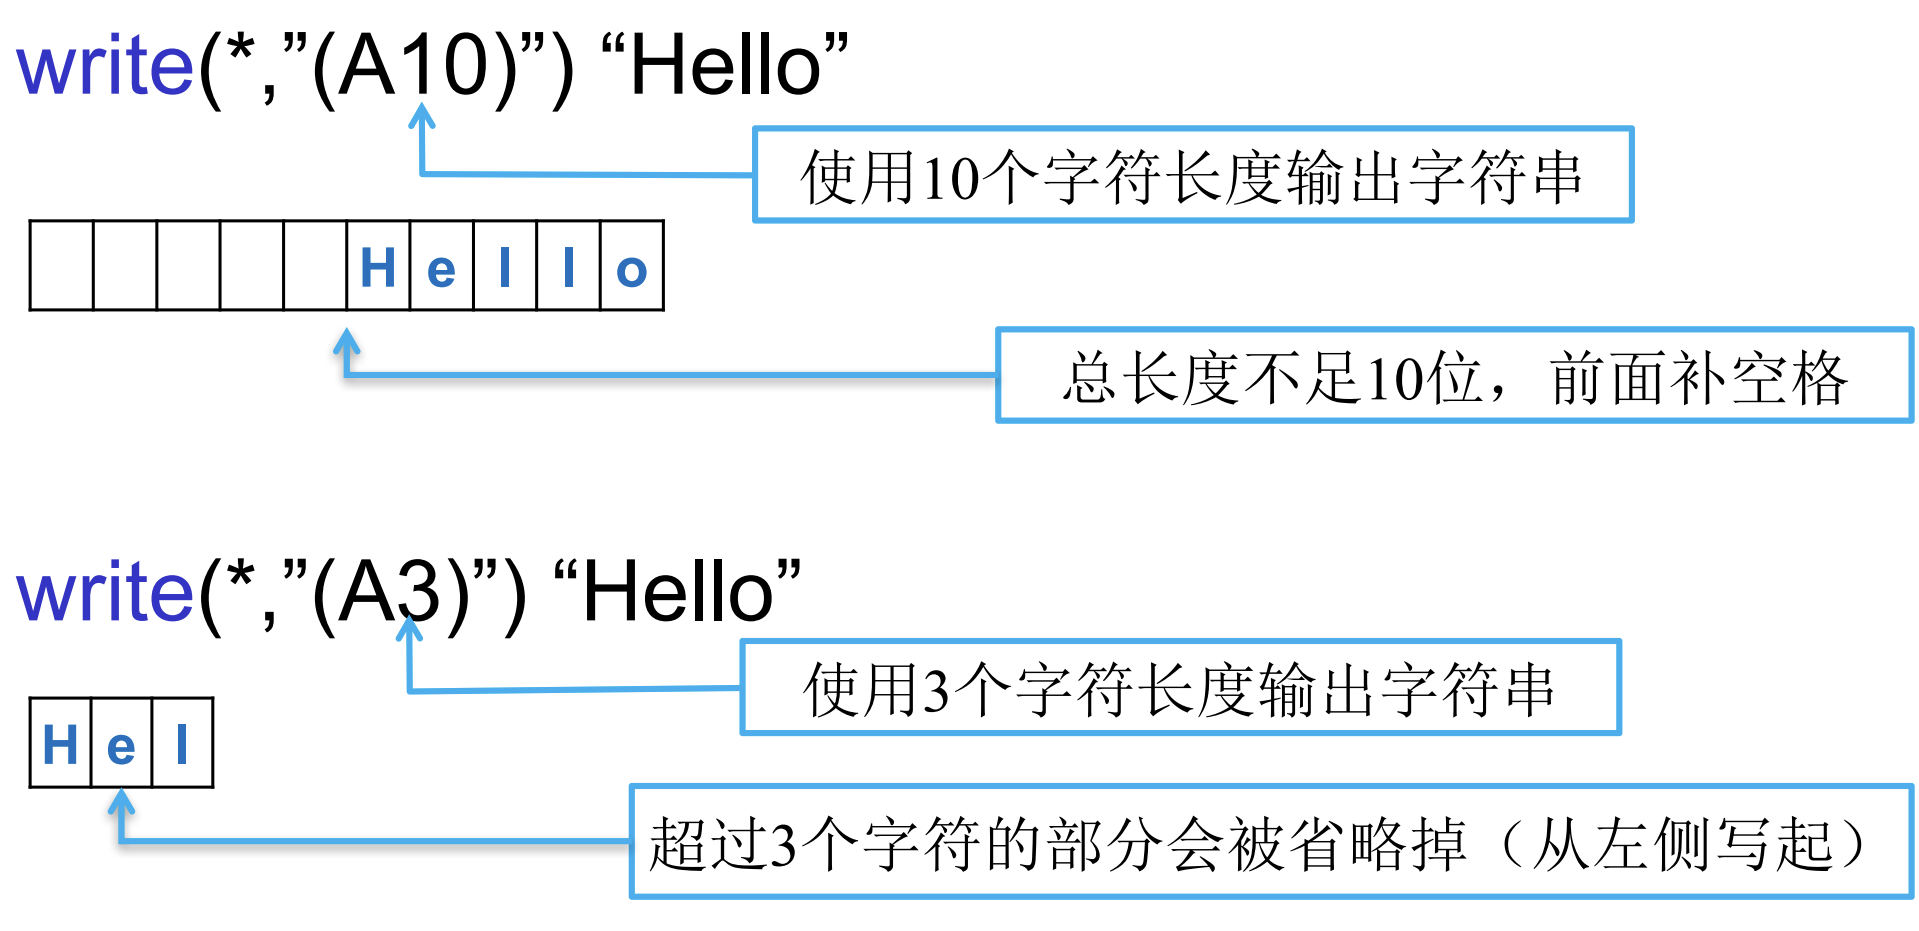 write(*,”(A10)”) “Hello”
使用10个字符长度输出字符串
H e l l o
总长度不足10位，前面补空格
write(*,”(A3)”) “Hello”
使用3个字符长度输出字符串
H e l
超过3个字符的部分会被省略掉（从左侧写起）